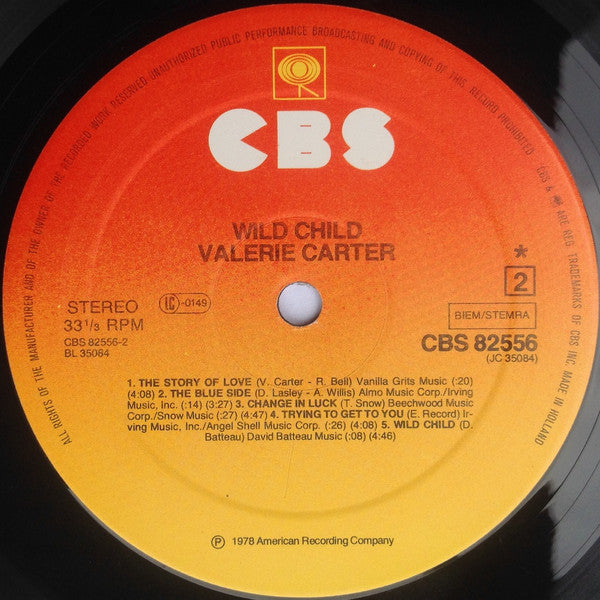 ALL RIGHTS OF THE MANUFACTURER AND OF THE OWNER OF THE RECORDED WORK RESERVED. UNAUTHORIZED PUBLIC PERFORMANCE BROADCASTING AND COPYING OF THIS RECORD PROHIBITED. CBS & ARE REG. TRADEMARKS OF CBS INC MADE IN HOLLAND
CBS
WILD CHILD
VALERIE CARTER
*
2
STEREO
33 1/3 RPM
LC-0149
CBS 82556-2
BL 35084
BIEM/STEMRA
CBS 82556
(JC 35084)
1. THE STORY OF LOVE (V. Carter - R. Bell) Vanilla Grits Music (:20)
(4:08) 2. THE BLUE SIDE (D. Lasley - A. Willis) Almo Music Corp./Irving
Music, Inc. (:14) (3:27) 3. CHANGE IN LUCK (T. Snow) Beechwood Music
Corp./Snow Music (:27) (4:47) 4. TRYING TO GET TO YOU (E. Record) Ir-
ving Music, Inc./Angel Shell Music Corp. (:26) (4:08) 5. WILD CHILD (D.
Batteau) David Batteau Music (:08) (4:46)
℗ 1978 American Recording Company